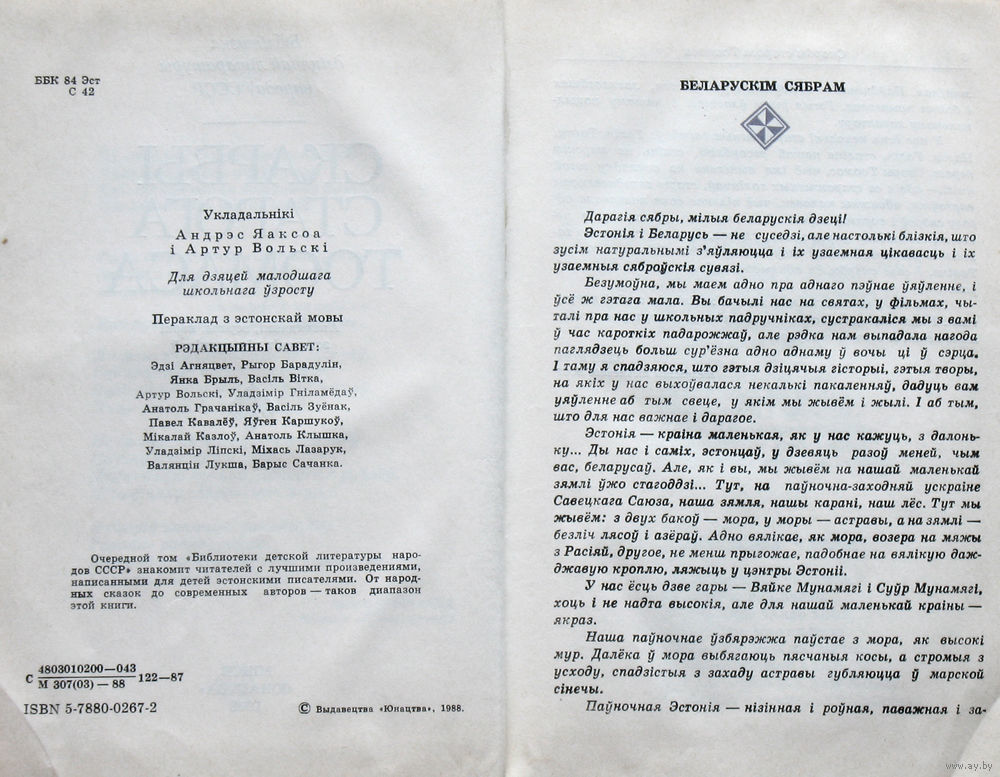 ББК 84 Эст
С 42
Укладальнікі
Андрэс Яаксоа
і Артур Вольскі
Для дзяцей малодшага
школьнага ўзросту
Пераклад з эстонскай мовы
РЭДАКЦЫЙНЫ САВЕТ:
Эдзі Агняцвет, Рыгор Барадулін,
Янка Брыль, Васіль Вітка,
Артур Вольскі, Уладзімір Гніламёдаў,
Анатоль Грачанікаў, Васіль Зуёнак,
Павел Кавалёў, Яўген Каршукоў,
Мікалай Казлоў, Анатоль Клышка,
Уладзімір Ліпскі, Міхась Лазарук,
Валянцін Лукша, Барыс Сачанка.
Очередной том «Библиотеки детской литературы наро-
дов СССР» знакомит читателей с лучшими произведениями,
написанными для детей эстонскими писателями. От народ-
ных сказок до современных авторов — таков диапазон
этой книги.
С 4803010200—043
М 307(03)—88 122—87
ISBN 5-7880-0267-2
© Выдавецтва «Юнацтва», 1988.
БЕЛАРУСКІМ СЯБРАМ
Дарагія сябры, мілыя беларускія дзеці!
Эстонія і Беларусь — не суседзі, але настолькі блізкія, што
зусім натуральнымі з'яўляюцца і іх узаемная цікавасць і іх
узаемныя сяброўскія сувязі.
Безумоўна, мы маем адно пра аднаго пэўнае ўяўленне, і
ўсё ж гэтага мала. Вы бачылі нас на святах, у фільмах, чы-
талі пра нас у школьных падручніках, сустракаліся мы з вамі
ў час кароткіх падарожжаў, але рэдка нам выпадала нагода
паглядзець больш сур'ёзна адно аднаму ў вочы ці ў сэрца.
І таму я спадзяюся, што гэтыя дзіцячыя гісторыі, гэтыя творы,
на якіх у нас выхоўвалася некалькі пакаленняў, дадуць вам
уяўленне аб тым свеце, у якім мы жывём і жылі. І аб тым,
што для нас важнае і дарагое.
Эстонія — краіна маленькая, як у нас кажуць, з далонь-
ку... Ды нас і саміх, эстонцаў, у дзевяць разоў меней, чым
вас, беларусаў. Але, як і вы, мы жывём на нашай маленькай
зямлі ўжо стагоддзі... Тут, на паўночна-заходняй ускраіне
Савецкага Саюза, наша зямля, нашы карані, наш лёс. Тут мы
жывём: з двух бакоў — мора, у моры — астравы, а на зямлі —
безліч лясоў і азёраў. Адно вялікае, як мора, возера на мяжы
з Расіяй, другое, не менш прыгожае, падобнае на вялікую даж-
джавую кроплю, ляжыць у цэнтры Эстоніі.
У нас ёсць дзве гары — Вяйке Мунамягі і Суўр Мунамягі,
хоць і не надта высокія, але для нашай маленькай краіны —
якраз.
Наша паўночнае ўзбярэжжа паўстае з мора, як высокі
мур. Далёка ў мора выбягаюць пясчаныя косы, а стромыя з
усходу, спадзістыя з захаду астравы губляюцца ў марской
сінечы.
Паўночная Эстонія — нізінная і роўная, паважная і за-
www.ay.by